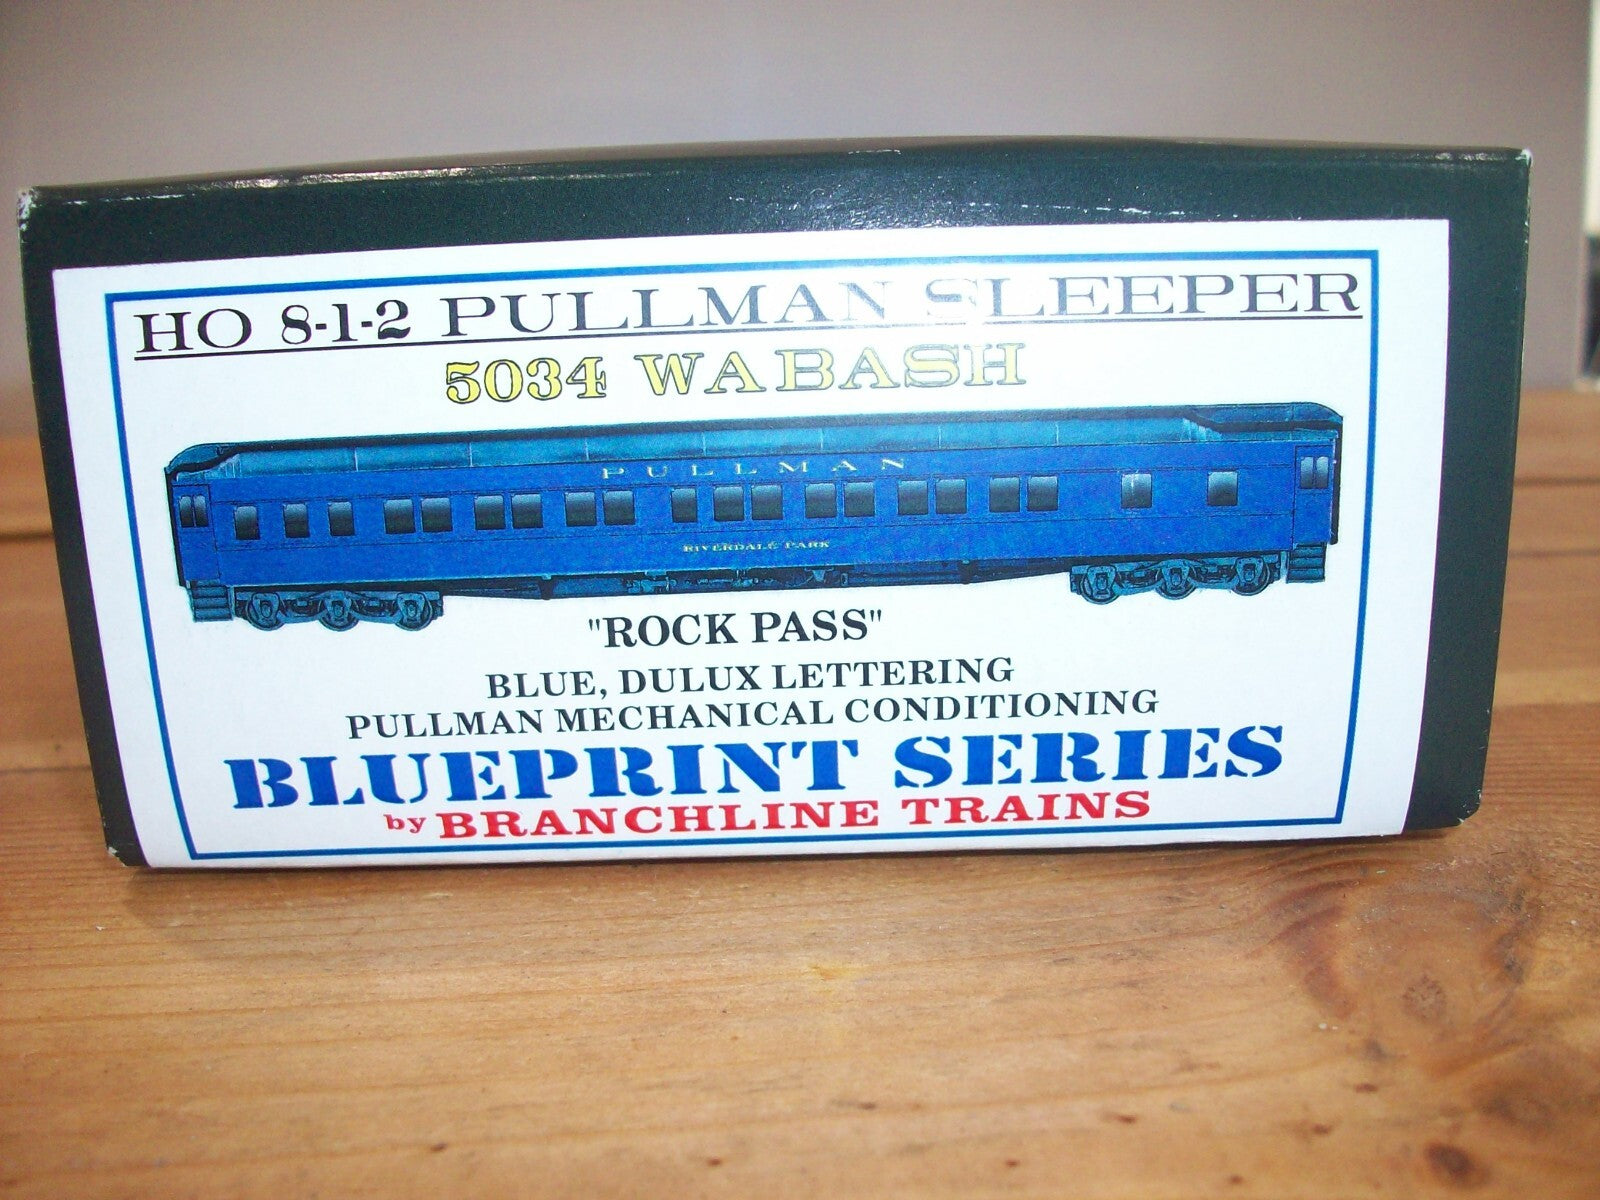 HO 8-1-2 PULLMAN SLEEPER
5034 WABASH
PULLMAN
RIVERDALE PARK
"ROCK PASS"
BLUE, DULUX LETTERING
PULLMAN MECHANICAL CONDITIONING
BLUEPRINT SERIES
by BRANCHLINE TRAINS